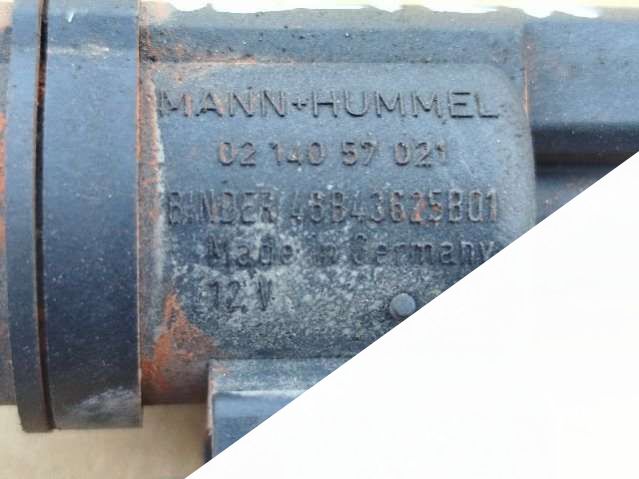 MANN+HUMMEL
02 140 57 021
BINDER 46B43625B01
Made in Germany
12 V